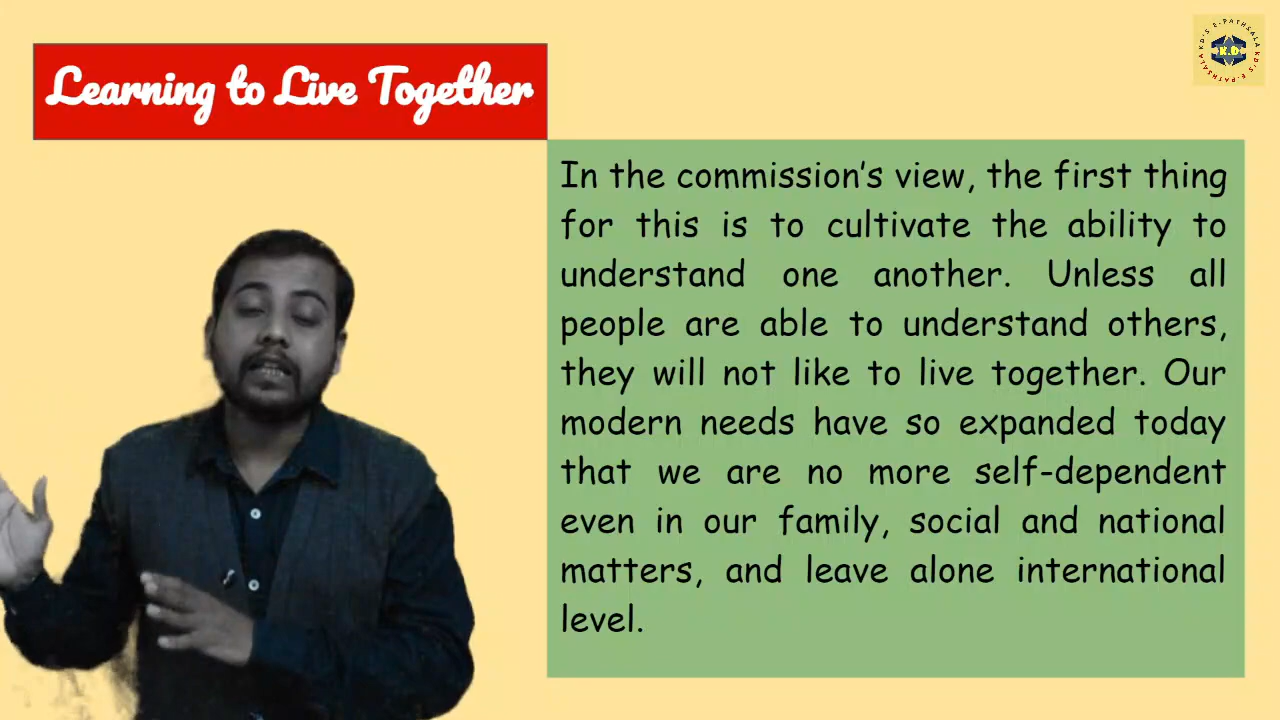 Learning to Live Together
K.D'S E-PATHSALA K.D'S E-PATHSALA
K.D
In the commission's view, the first thing
for this is to cultivate the ability to
understand one another. Unless all
people are able to understand others,
they will not like to live together. Our
modern needs have so expanded today
that we are no more self-dependent
even in our family, social and national
matters, and leave alone international
level.